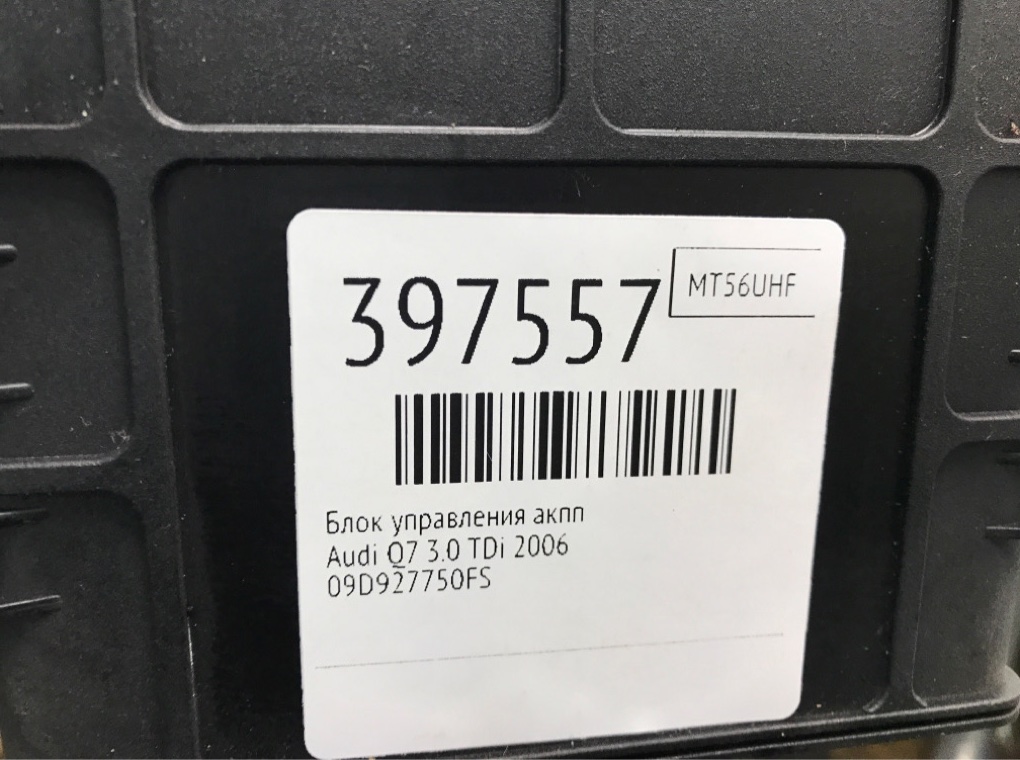 397557
MT56UHF
Блок управления акпп
Audi Q7 3.0 TDi 2006
09D927750FS